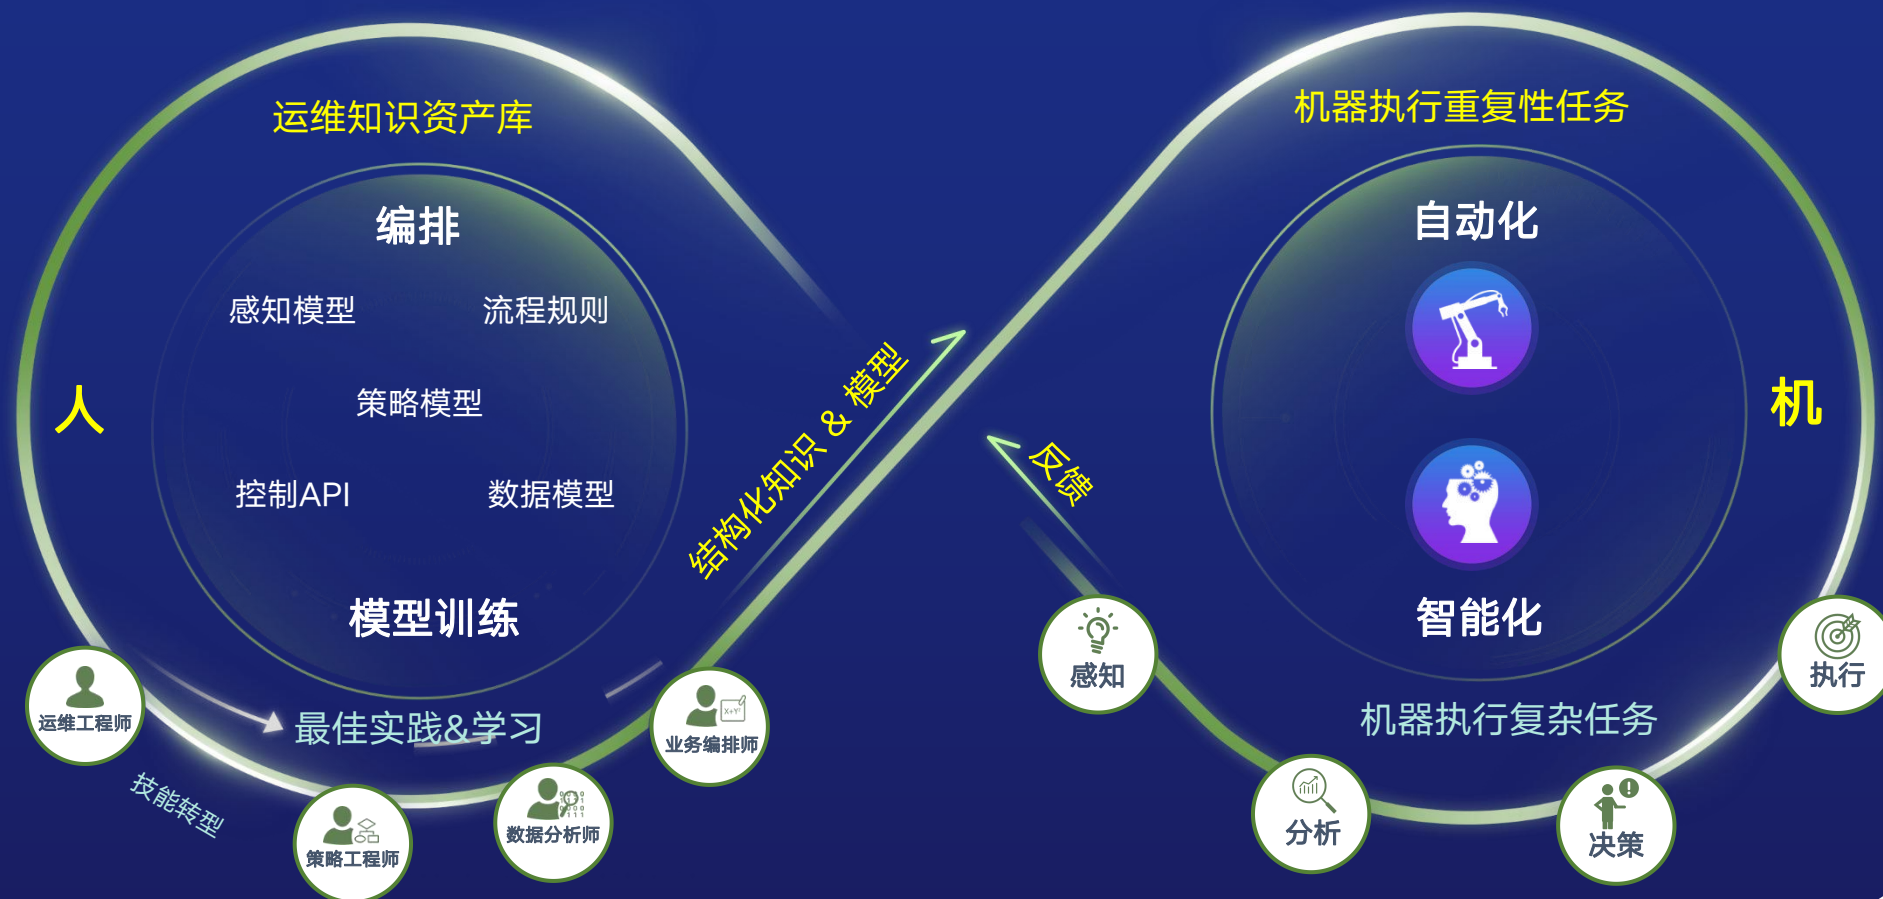 运维知识资产库
编排
感知模型
流程规则
策略模型
控制API
数据模型
模型训练
人
最佳实践&学习
运维工程师
技能转型
策略工程师
数据分析师
X+Y²
业务编排师
结构化知识 & 模型
反馈
机器执行重复性任务
自动化
智能化
机
机器执行复杂任务
感知
分析
决策
执行